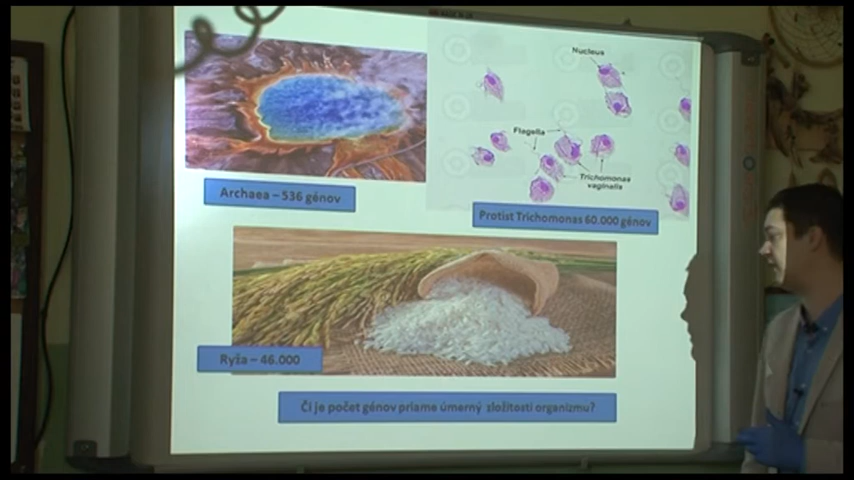 Nucleus
Flagella
Trichomonas
vaginalis
Archaea – 536 génov
Protist Trichomonas 60.000 génov
Ryža – 46.000
Či je počet génov priame úmerný zložitosti organizmu?